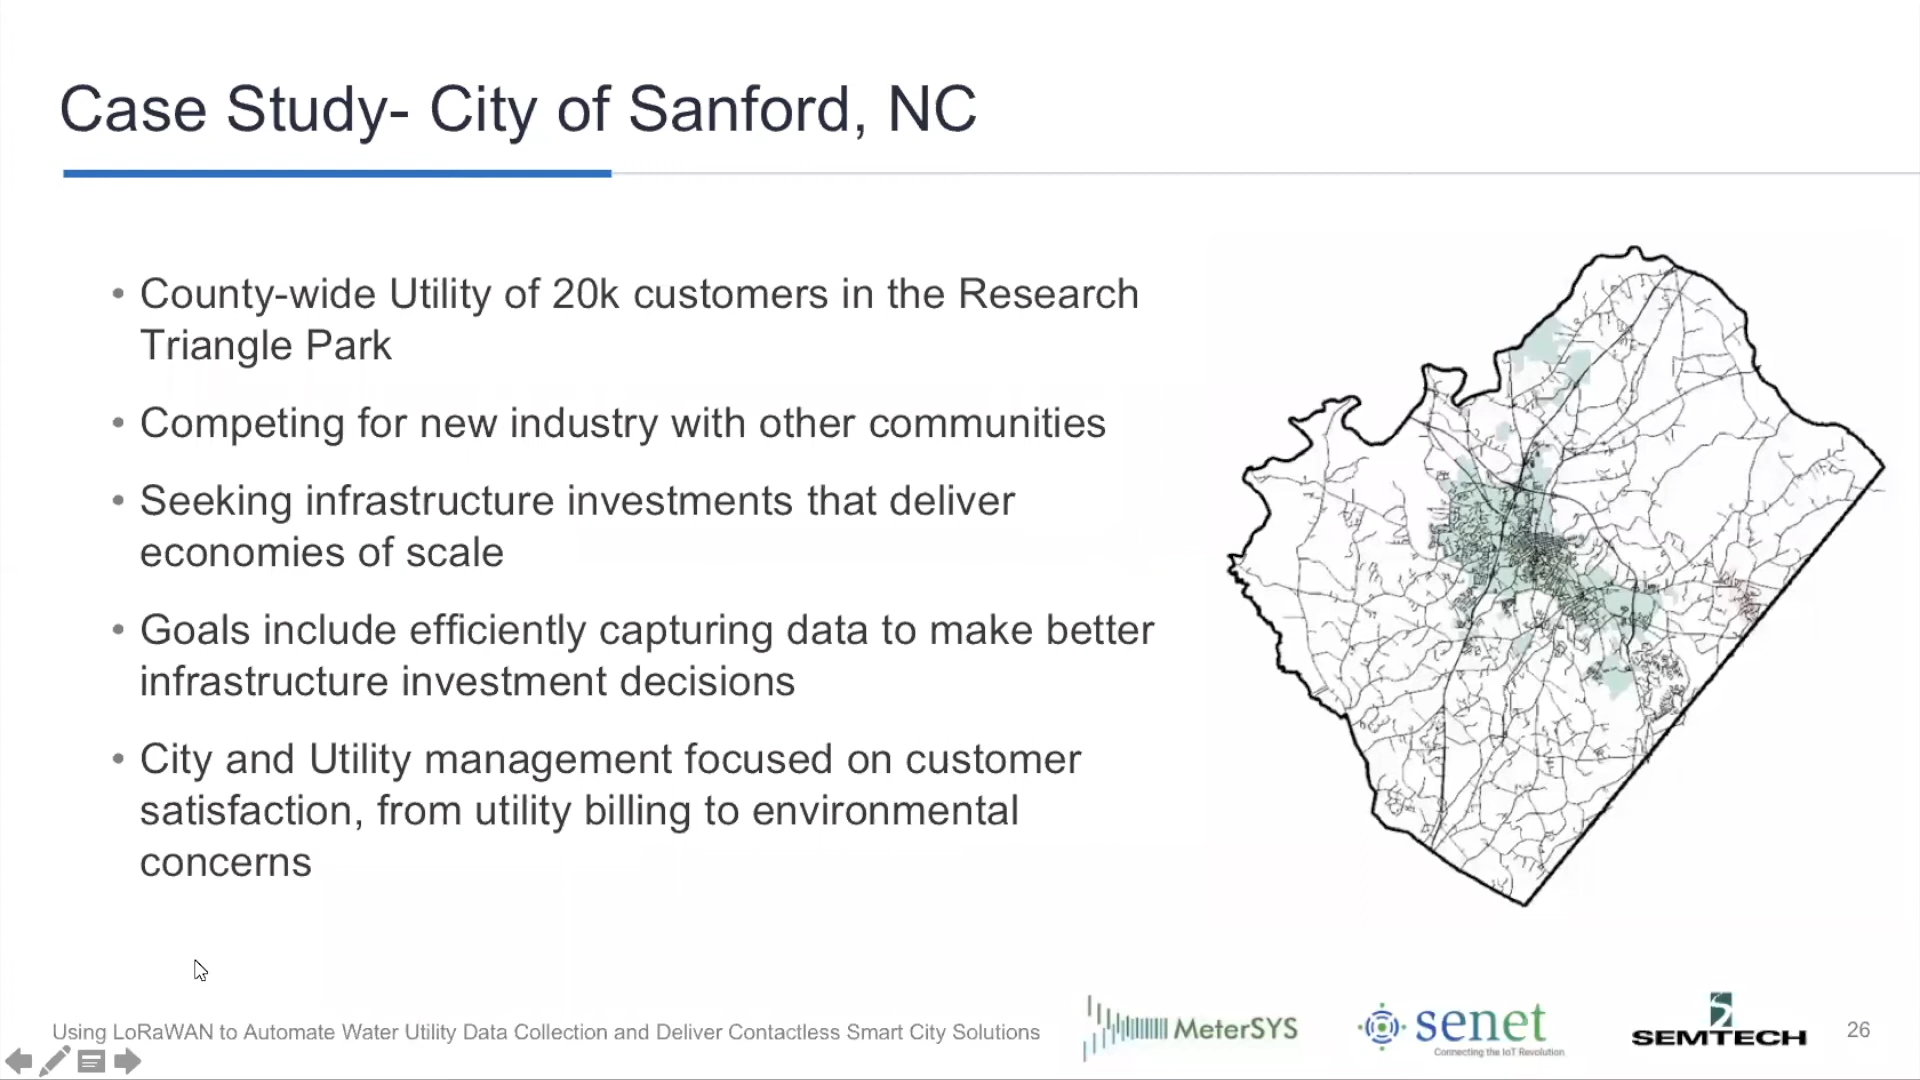 Case Study- City of Sanford, NC
• County-wide Utility of 20k customers in the Research
Triangle Park
• Competing for new industry with other communities
• Seeking infrastructure investments that deliver
economies of scale
• Goals include efficiently capturing data to make better
infrastructure investment decisions
• City and Utility management focused on customer
satisfaction, from utility billing to environmental
concerns
Using LoRaWAN to Automate Water Utility Data Collection and Deliver Contactless Smart City Solutions
MeterSYS
senet
Connecting the IoT Revolution
SEMTECH
26